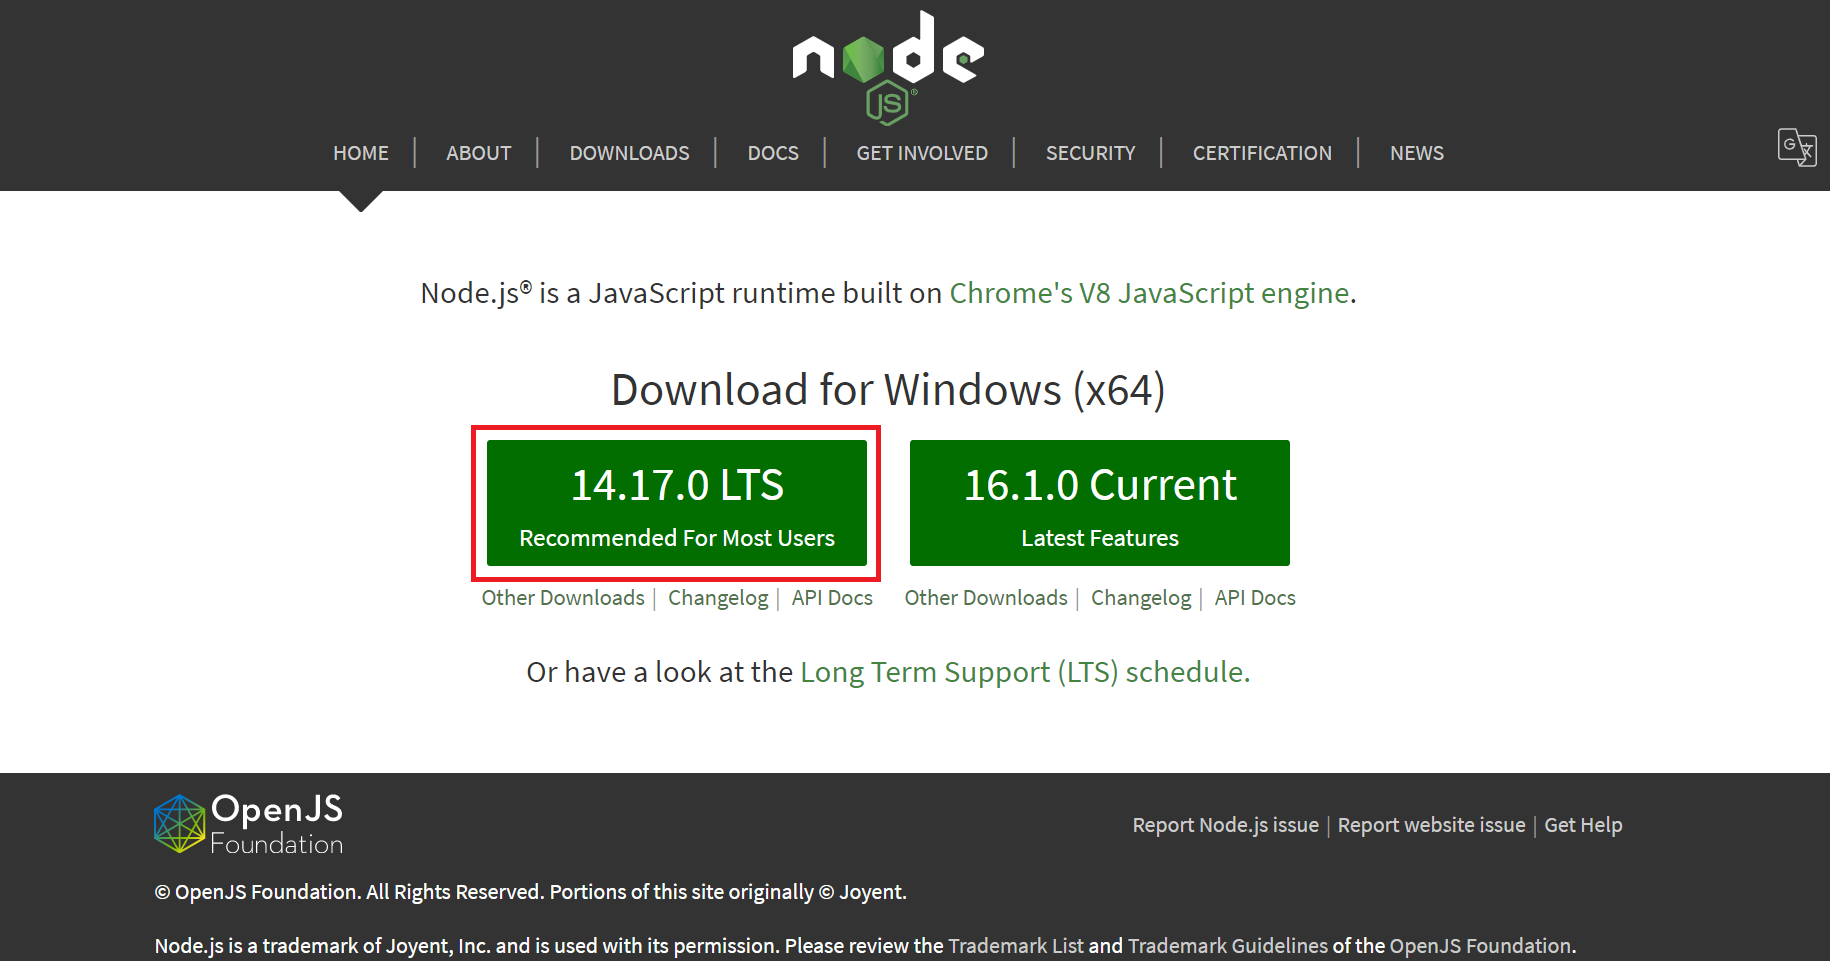 node
JS®
HOME | ABOUT | DOWNLOADS | DOCS | GET INVOLVED | SECURITY | CERTIFICATION | NEWS
G 文
Node.js® is a JavaScript runtime built on Chrome's V8 JavaScript engine.
Download for Windows (x64)
14.17.0 LTS
Recommended For Most Users
16.1.0 Current
Latest Features
Other Downloads | Changelog | API Docs
Other Downloads | Changelog | API Docs
Or have a look at the Long Term Support (LTS) schedule.
OpenJS
Foundation
Report Node.js issue | Report website issue | Get Help
© OpenJS Foundation. All Rights Reserved. Portions of this site originally © Joyent.
Node.js is a trademark of Joyent, Inc. and is used with its permission. Please review the Trademark List and Trademark Guidelines of the OpenJS Foundation.